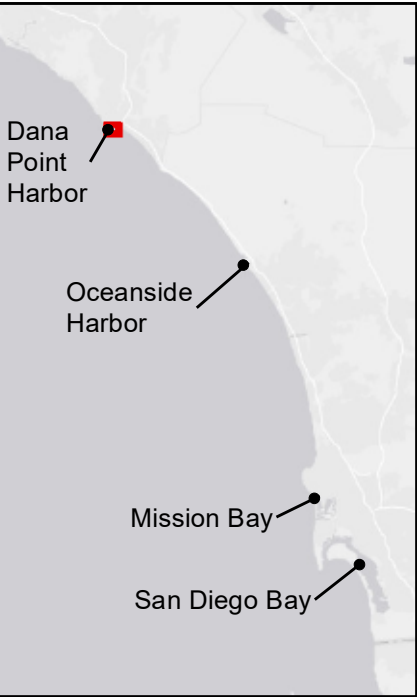 Dana
Point
Harbor
Oceanside
Harbor
Mission Bay
San Diego Bay